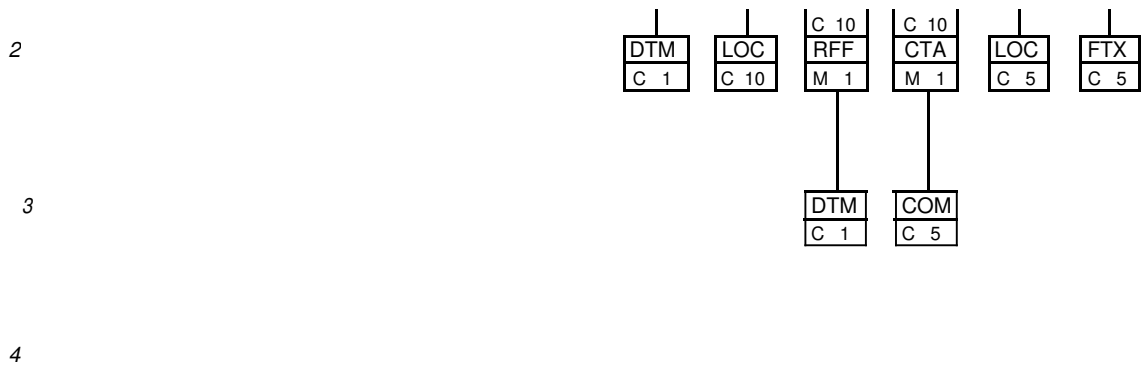 C 10 C 10
2 DTM LOC RFF CTA LOC FTX
C 1 C 10 M 1 M 1 C 5 C 5
3 DTM COM
C 1 C 5
4